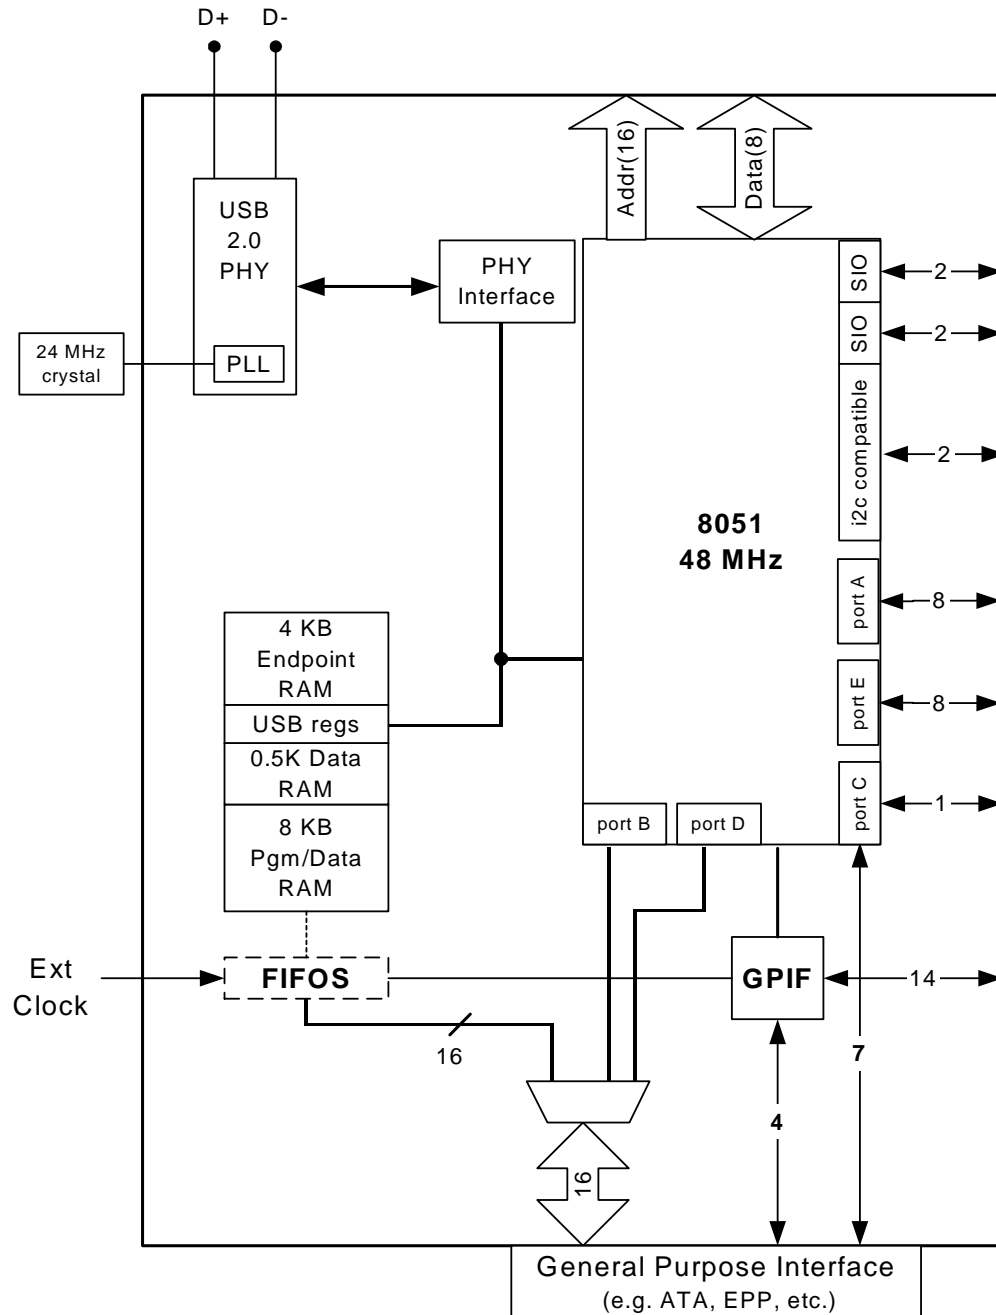 D+ D-
Addr(16)
Data(8)
USB
2.0
PHY
PHY
Interface
SIO
2
SIO
2
24 MHz
crystal
PLL
i2c compatible
2
8051
48 MHz
port A
8
4 KB
Endpoint
RAM
port E
8
USB regs
0.5K Data
RAM
port C
1
port B
port D
8 KB
Pgm/Data
RAM
Ext
Clock
FIFOS
GPIF
14
16
7
4
16
General Purpose Interface
(e.g. ATA, EPP, etc.)